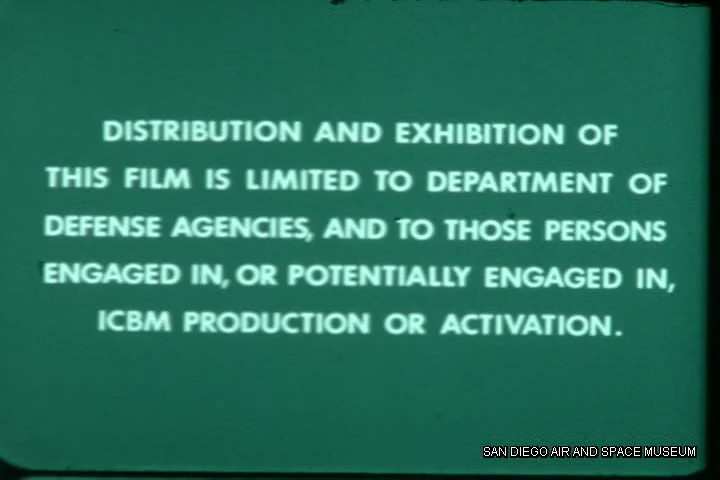 DISTRIBUTION AND EXHIBITION OF
THIS FILM IS LIMITED TO DEPARTMENT OF
DEFENSE AGENCIES, AND TO THOSE PERSONS
ENGAGED IN, OR POTENTIALLY ENGAGED IN,
ICBM PRODUCTION OR ACTIVATION.
SAN DIEGO AIR AND SPACE MUSEUM